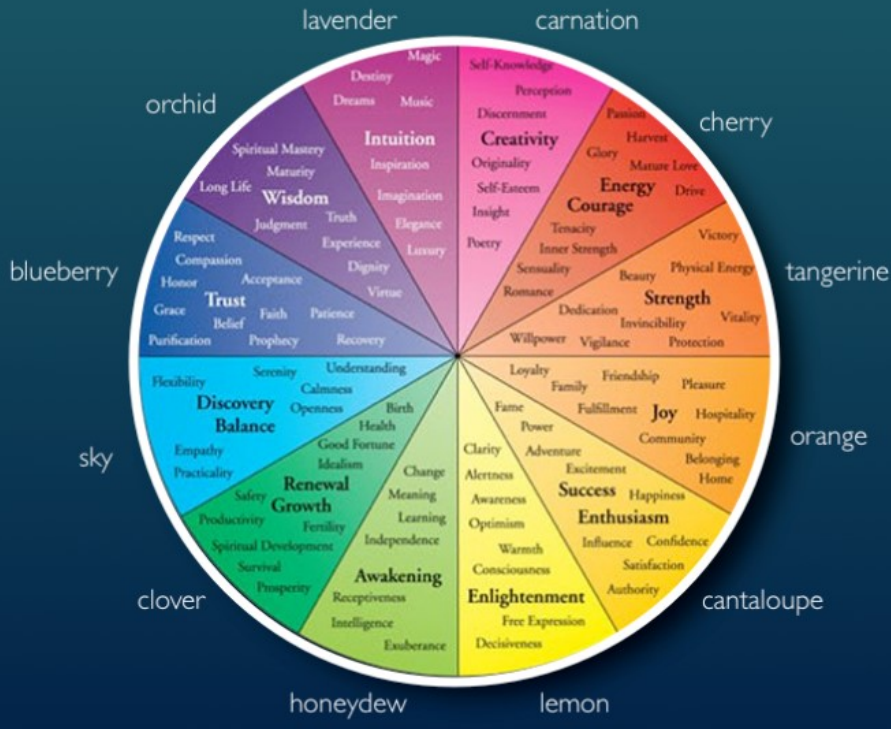 lavender
carnation
orchid
cherry
blueberry
tangerine
sky
orange
clover
cantaloupe
honeydew
lemon
Magic
Destiny
Dreams Music
Intuition
Inspiration
Imagination
Elegance
Luxury
Self-Knowledge
Perception
Discernment
Creativity
Originality
Self-Esteem
Insight
Poetry
Passion
Harvest
Glory
Mature Love
Energy Drive
Courage
Tenacity
Inner Strength
Sensuality
Romance
Victory
Physical Energy
Beauty
Strength
Dedication
Vitality
Invincibility
Willpower Vigilance Protection
Loyalty
Friendship
Family
Pleasure
Fulfillment Joy Hospitality
Community
Belonging
Home
Fame
Power
Adventure
Excitement
Success Happiness
Enthusiasm
Influence Confidence
Satisfaction
Authority
Clarity
Alertness
Awareness
Optimism
Warmth
Consciousness
Enlightenment
Free Expression
Decisiveness
Change
Meaning
Learning
Independence
Awakening
Receptiveness
Intelligence
Exuberance
Birth
Health
Good Fortune
Idealism
Renewal
Safety
Growth
Productivity
Fertility
Spiritual Development
Survival
Prosperity
Understanding
Serenity
Flexibility
Calmness
Discovery Openness
Balance
Empathy
Practicality
Respect
Compassion
Honor Acceptance
Trust
Grace Faith Patience
Belief
Purification Prophecy Recovery
Spiritual Mastery
Maturity
Long Life Wisdom
Truth
Judgment
Experience
Dignity
Virtue